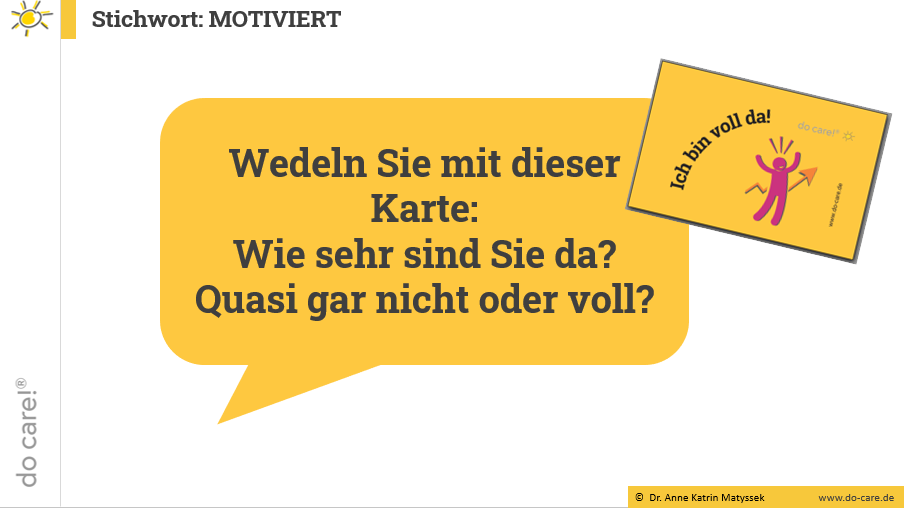 Stichwort: MOTIVIERT
Wedeln Sie mit dieser
Karte:
Wie sehr sind Sie da?
Quasi gar nicht oder voll?
Ich bin voll da!
do care!®
www.do-care.de
do care!®
© Dr. Anne Katrin Matyssek
www.do-care.de